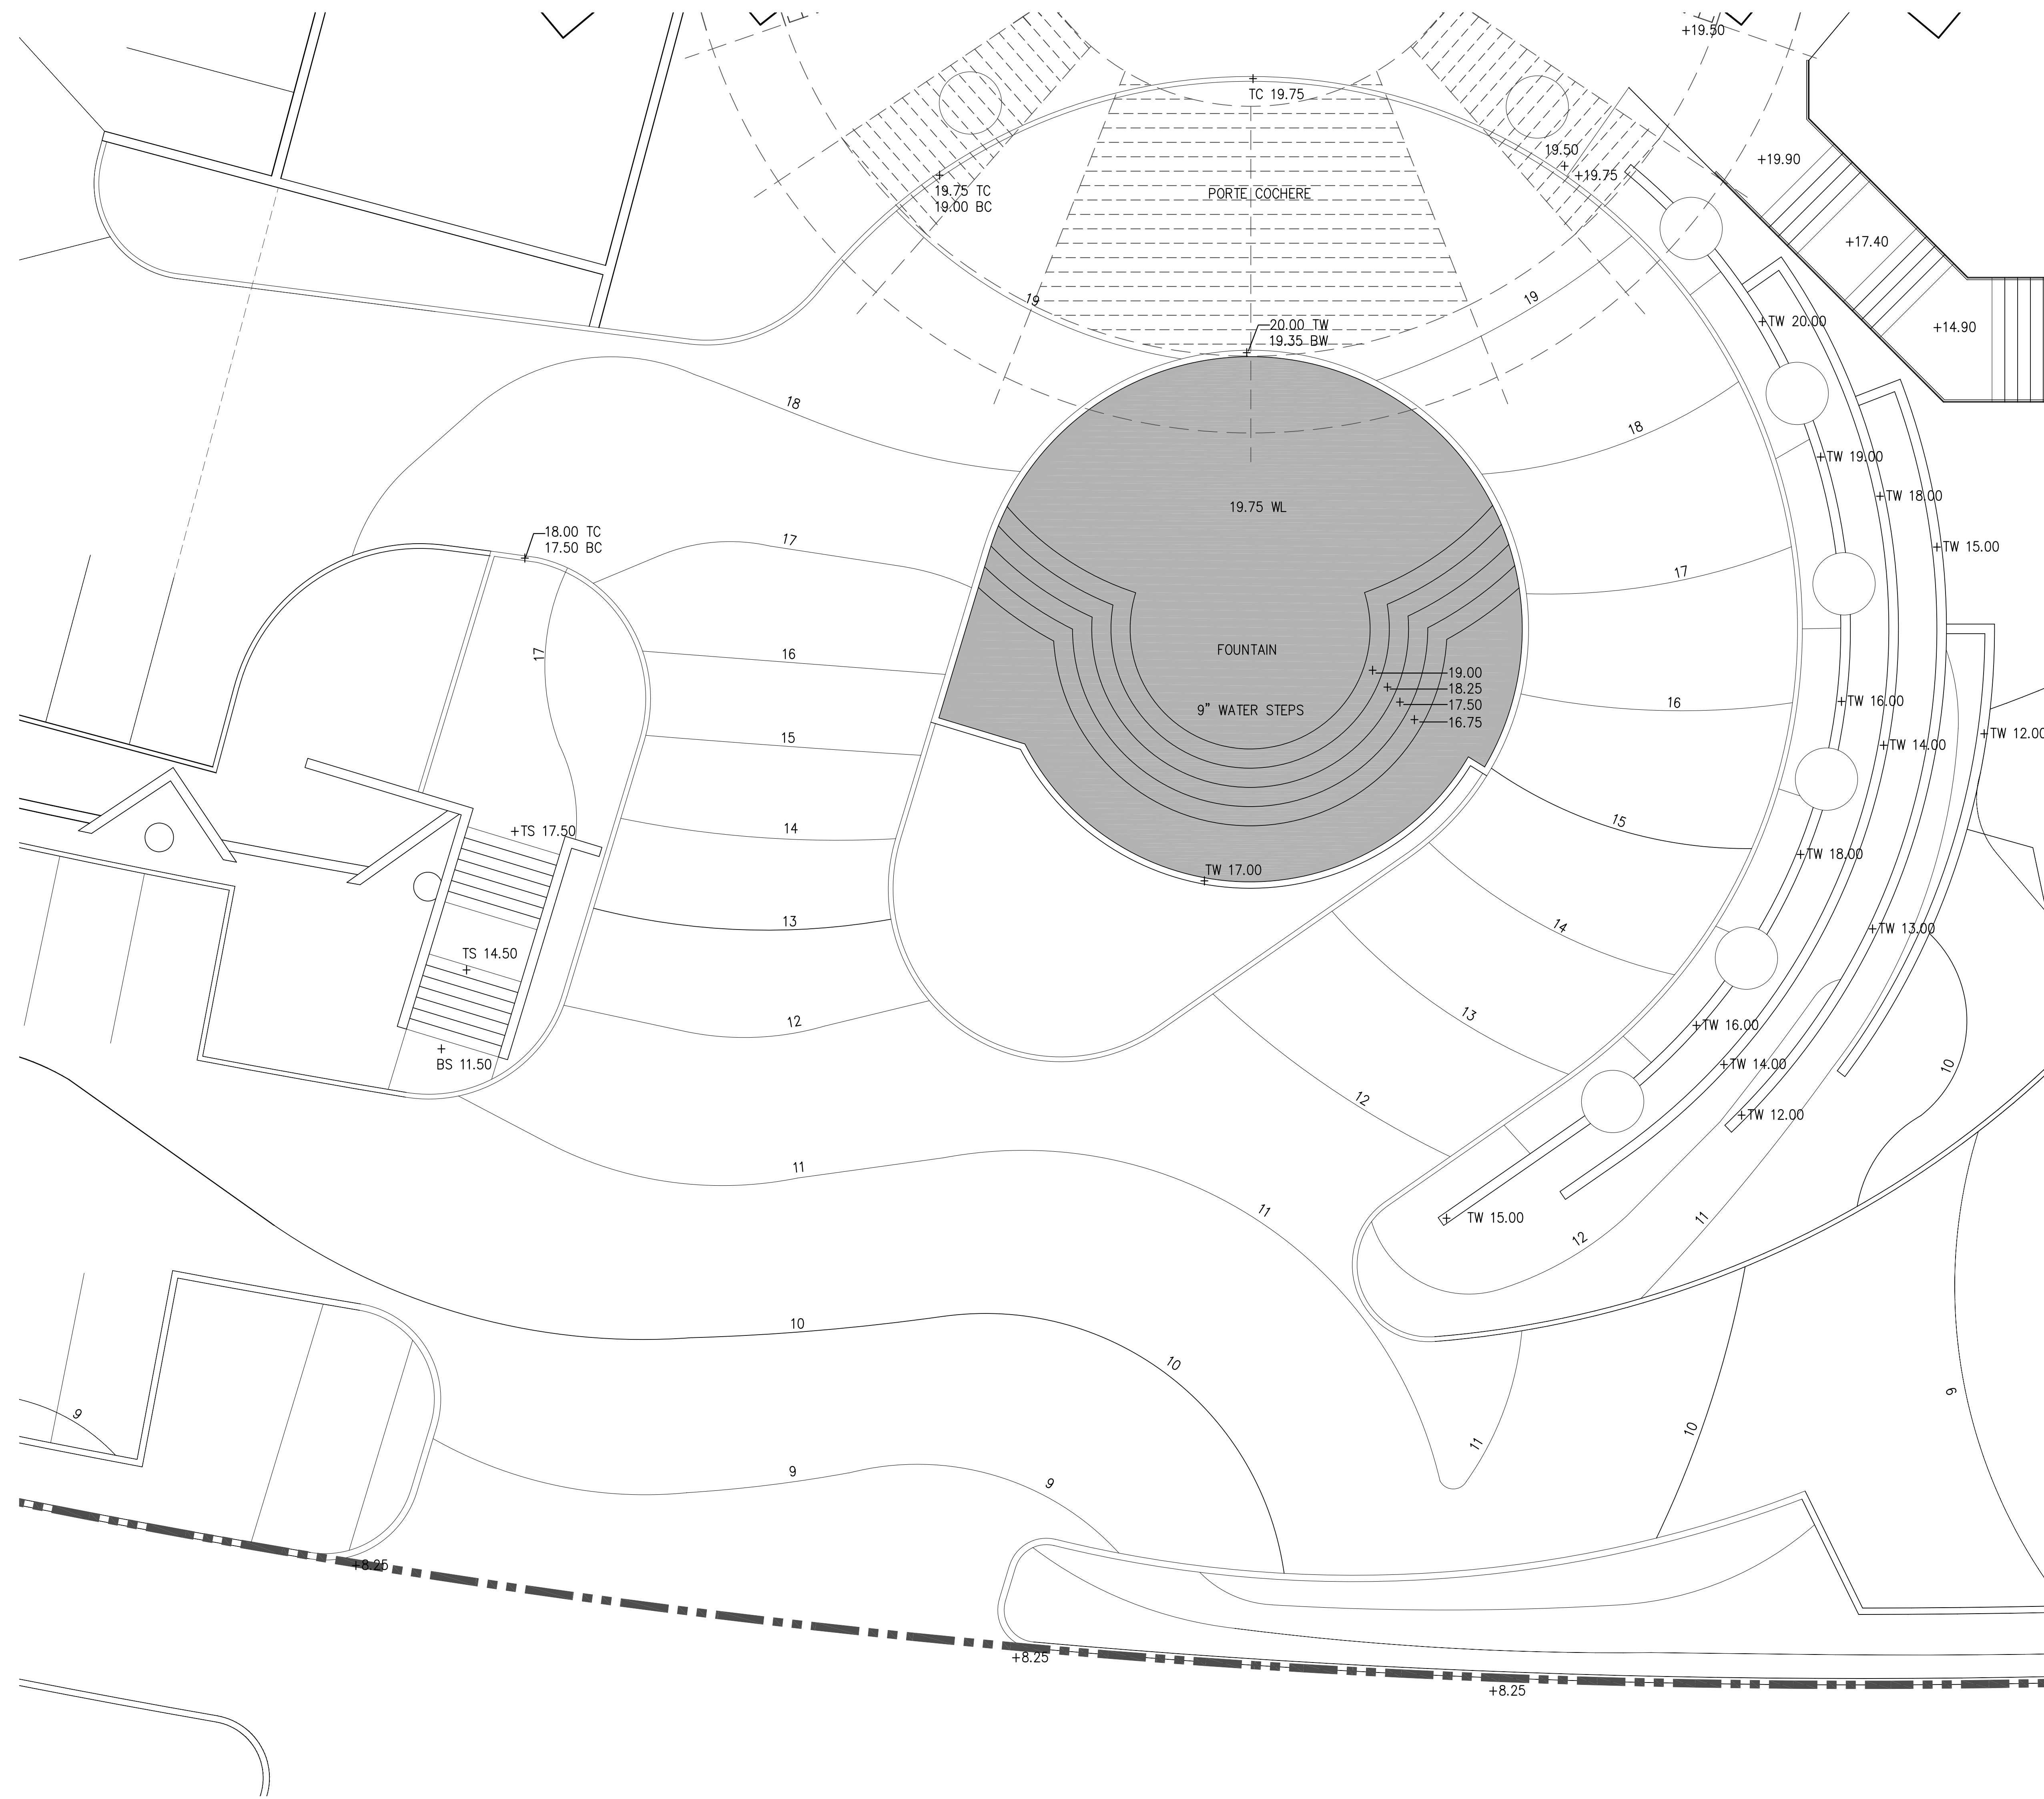 +19.50
TC 19.75
19.50
+19.75
+19.90
19.75 TC
19.00 BC
PORTE COCHERE
+17.40
19
19
20.00 TW
19.35 BW
+TW 20.00
+14.90
18
18
+TW 19.00
+TW 18.00
19.75 WL
18.00 TC
17.50 BC
17
+TW 15.00
17
17
16
FOUNTAIN
19.00
18.25
17.50
16.75
9" WATER STEPS
16
+TW 16.00
+TW 12.00
15
+TW 14.00
+TS 17.50
14
15
+TW 18.00
TW 17.00
13
14
+TW 13.00
TS 14.50
12
13
+TW 16.00
BS 11.50
+TW 14.00
10
12
+TW 12.00
11
11
TW 15.00
11
12
10
10
9
9
11
10
9
9
+8.25
+8.25
+8.25